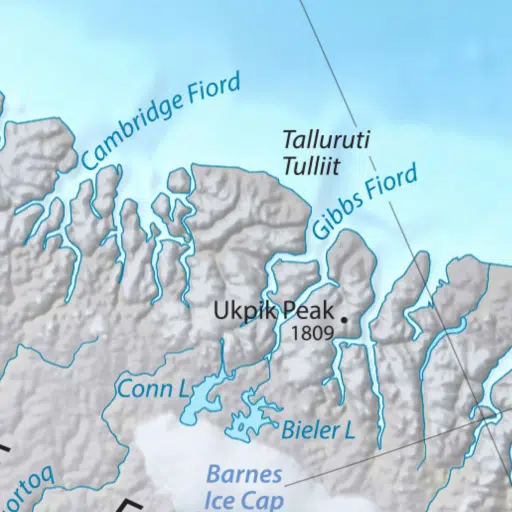 Cambridge Fiord
Talluruti
Tulliit
Gibbs Fiord
Ukpik Peak
1809
Conn L
Bieler L
Barnes
Ice Cap